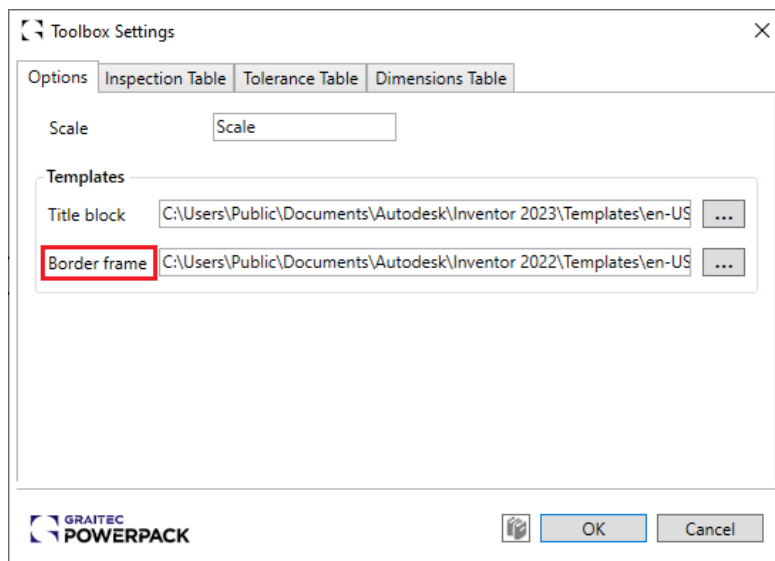 Toolbox Settings
Options Inspection Table Tolerance Table Dimensions Table
Scale Scale
Templates
Title block C:\Users\Public\Documents\Autodesk\Inventor 2023\Templates\en-US ...
Border frame C:\Users\Public\Documents\Autodesk\Inventor 2022\Templates\en-US ...
GRAITEC
POWERPACK
OK Cancel